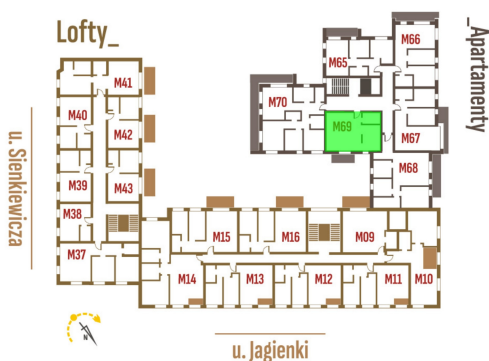 Lofty_
_Apartamenty
M66
M65
M41
M70
M40
M69
M42
M67
M39
M43
M68
M38
M15
M16
M09
M37
M14
M13
M12
M11
M10
u. Sienkiewicza
N
u. Jagienki